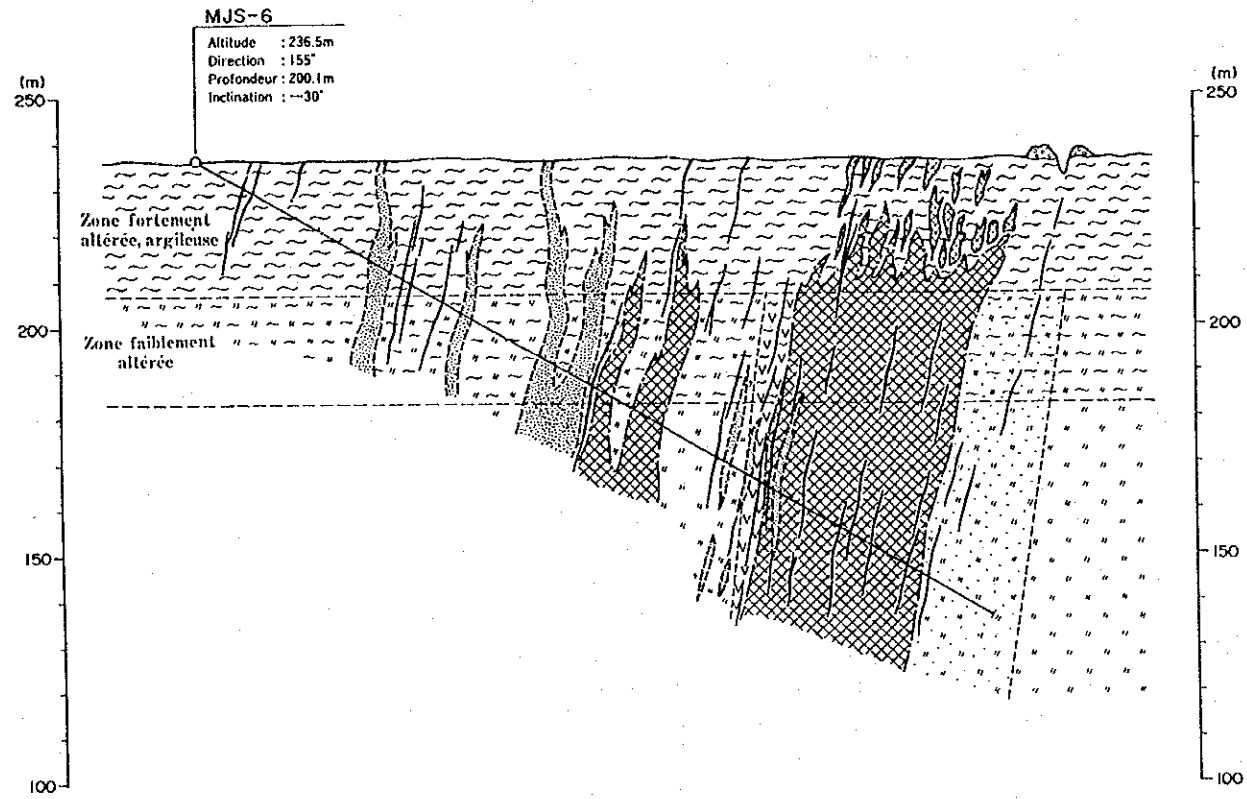 MJS-6
Altitude : 236.5m
Direction : 155°
Profondeur : 200.1m
Inclination : -30°
(m)
250
200
150
100
(m)
250
200
150
100
Zone fortement
altérée, argileuse
Zone faiblement
altérée